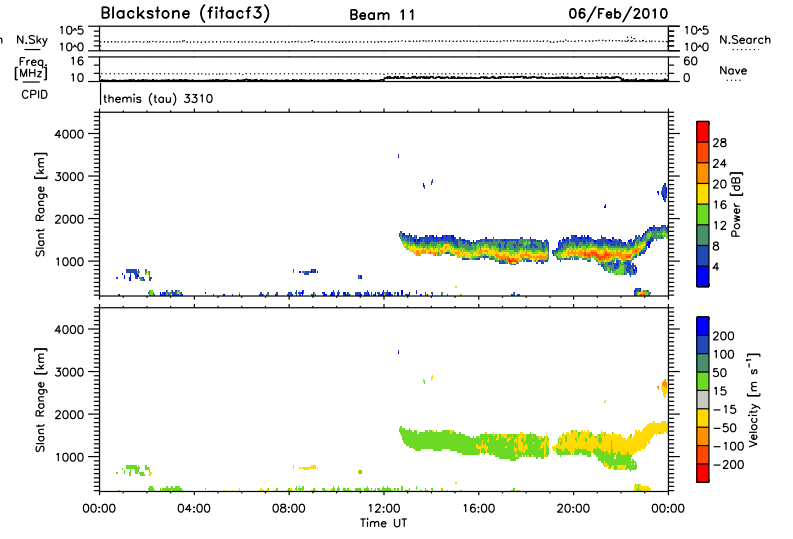 Blackstone (fitacf3) Beam 11 06/Feb/2010
n N.Sky 10^5 10^0 10^5 10^0 N.Search
Freq. [MHz] 16 10 60 0 Nave
CPID themis (tau) 3310
Slant Range [km]
4000
3000
2000
1000
28
24
20
16
12
8
4
Power [dB]
Slant Range [km]
4000
3000
2000
1000
200
100
50
15
-15
-50
-100
-200
Velocity [m s⁻¹]
00:00 04:00 08:00 12:00 16:00 20:00 00:00
Time UT